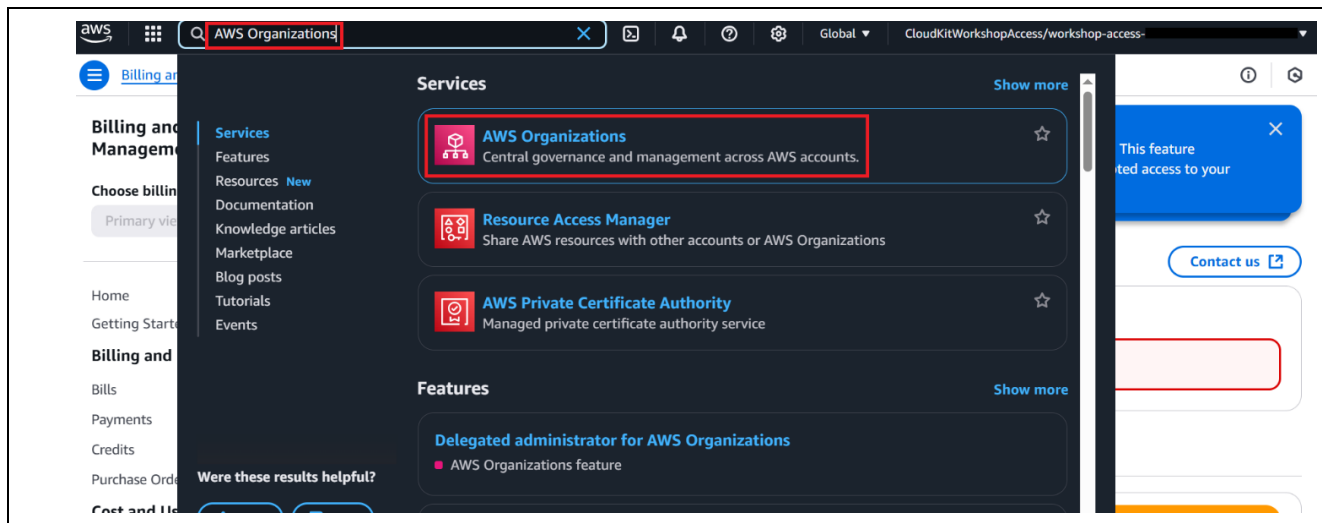 aws
AWS Organizations
Global
CloudKitWorkshopAccess/workshop-access-
Billing an
Services
Show more
Billing and
Manageme
Services
Features
Resources New
Documentation
Knowledge articles
Marketplace
Blog posts
Tutorials
Events
AWS Organizations
Central governance and management across AWS accounts.
This feature
ted access to your
Choose billin
Primary vie
Resource Access Manager
Share AWS resources with other accounts or AWS Organizations
Contact us
Home
Getting Starte
AWS Private Certificate Authority
Managed private certificate authority service
Billing and
Bills
Payments
Credits
Purchase Orde
Cost and Us
Features
Show more
Delegated administrator for AWS Organizations
AWS Organizations feature
Were these results helpful?